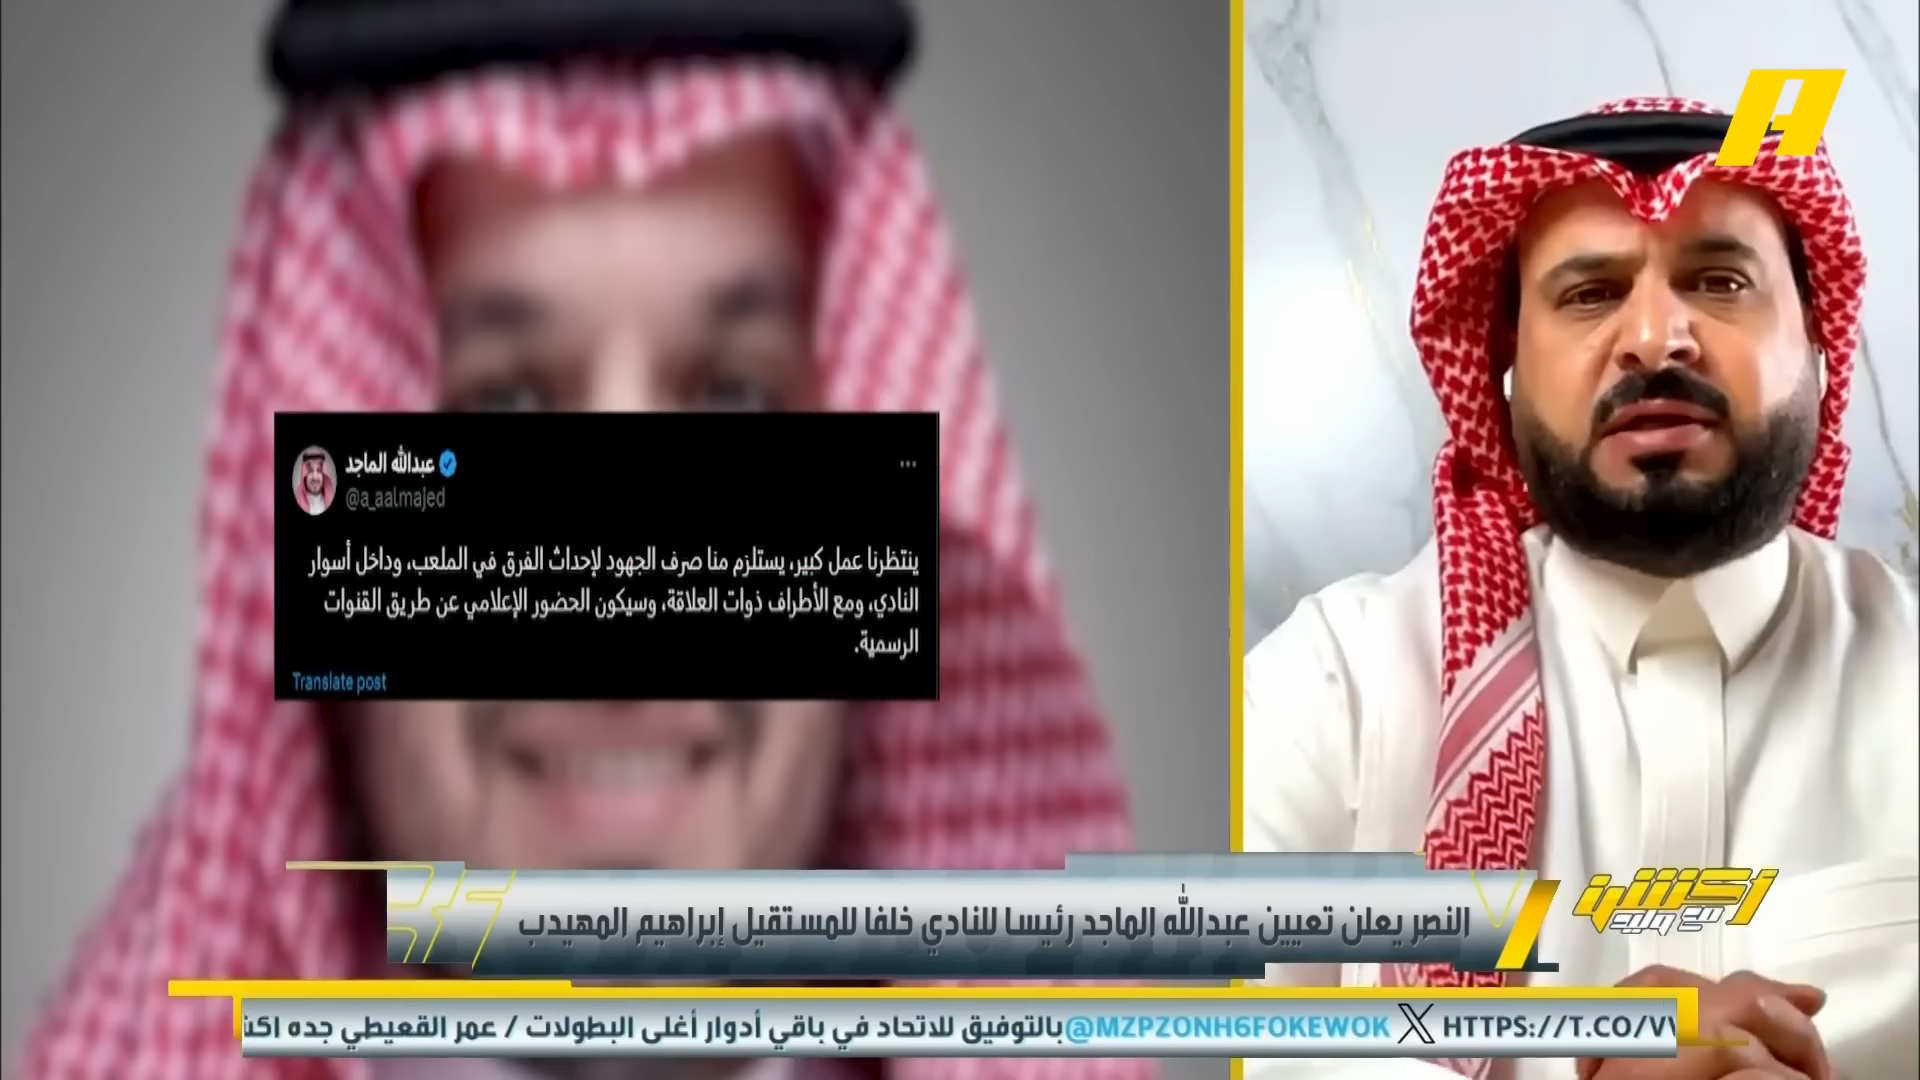 عبدالله الماجد
@a_aalmajed
ينتظرنا عمل كبير، يستلزم منا صرف الجهود لإحداث الفرق في الملعب، وداخل أسوار
النادي، ومع الأطراف ذوات العلاقة، وسيكون الحضور الإعلامي عن طريق القنوات
الرسمية.
Translate post
أكشن
مع وليد
النصر يعلن تعيين عبدالله الماجد رئيسا للنادي خلفا للمستقيل إبراهيم المهيدب
HTTPS://T.CO/V
@MZPZONH6FOKEWOK بالتوفيق للاتحاد في باقي أدوار أغلى البطولات / عمر القعيطي جده